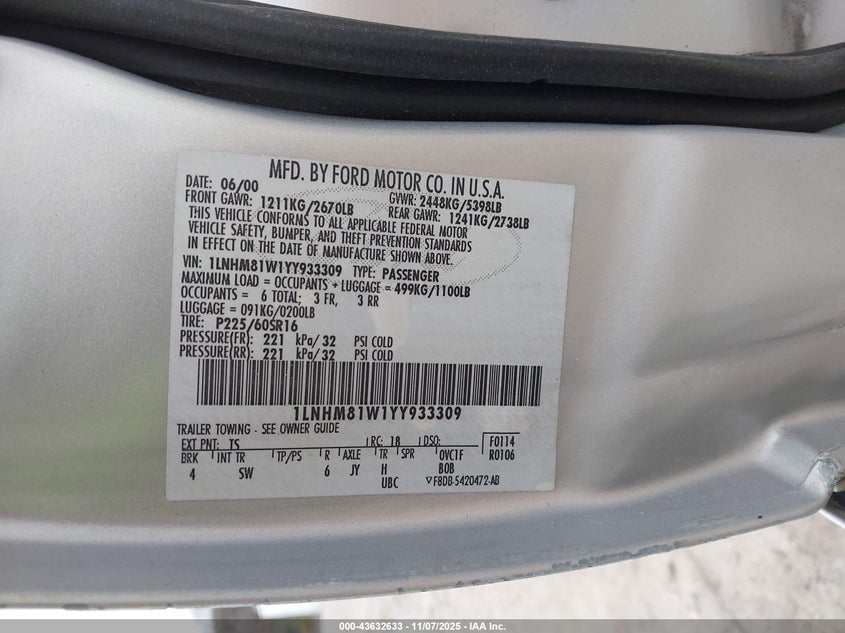 MFD. BY FORD MOTOR CO. IN U.S.A.
DATE: 06/00 GVWR: 2448KG/5398LB
FRONT GAWR: 1211KG/2670LB REAR GAWR: 1241KG/2738LB
THIS VEHICLE CONFORMS TO ALL APPLICABLE FEDERAL MOTOR
VEHICLE SAFETY, BUMPER, AND THEFT PREVENTION STANDARDS
IN EFFECT ON THE DATE OF MANUFACTURE SHOWN ABOVE.
VIN: 1LNHM81W1YY933309 TYPE: PASSENGER
MAXIMUM LOAD = OCCUPANTS + LUGGAGE = 499KG/1100LB
OCCUPANTS = 6 TOTAL; 3 FR, 3 RR
LUGGAGE = 091KG/0200LB
TIRE: P225/60SR16
PRESSURE(FR): 221 kPa/32 PSI COLD
PRESSURE(RR): 221 kPa/32 PSI COLD
1LNHM81W1YY933309
TRAILER TOWING - SEE OWNER GUIDE
EXT PNT: TS RC: 18 DSO: F0114
BRK INT TR TP/PS R AXLE TR SPR 0VC1F R0106
4 SW 6 JY H B0B
UBC ▽F8DB-5420472-AB
000-43632633 - 11/07/2025 - IAA Inc.